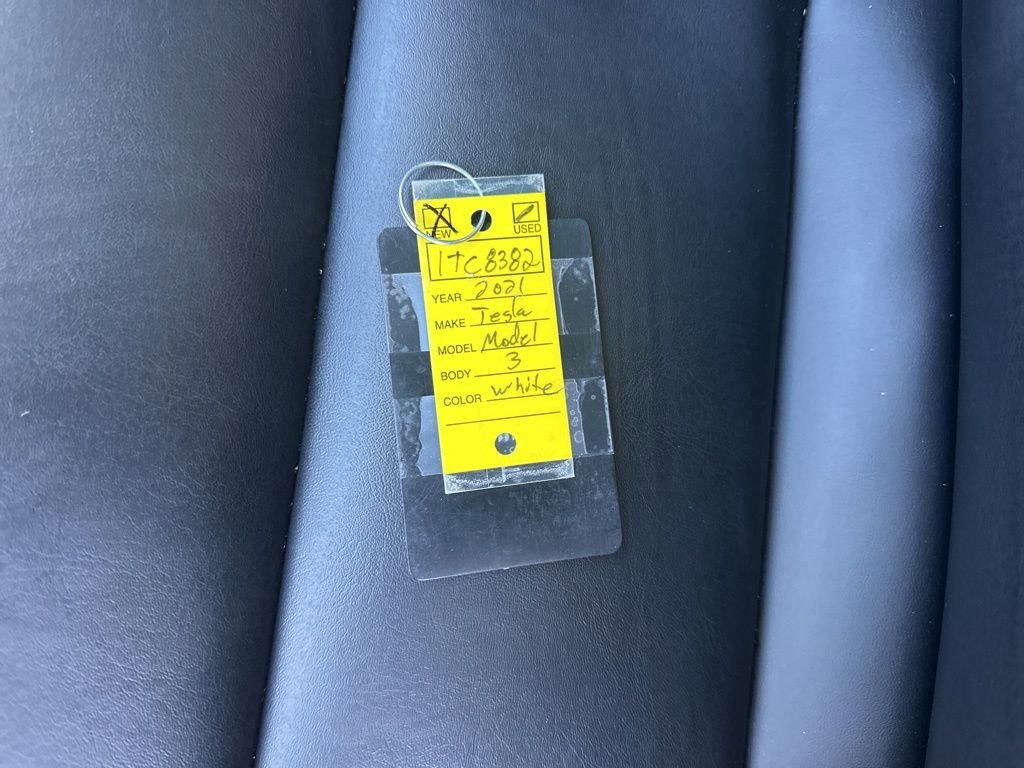 NEW USED
1TC8382
YEAR 2021
MAKE Tesla
MODEL Model
BODY 3
COLOR white